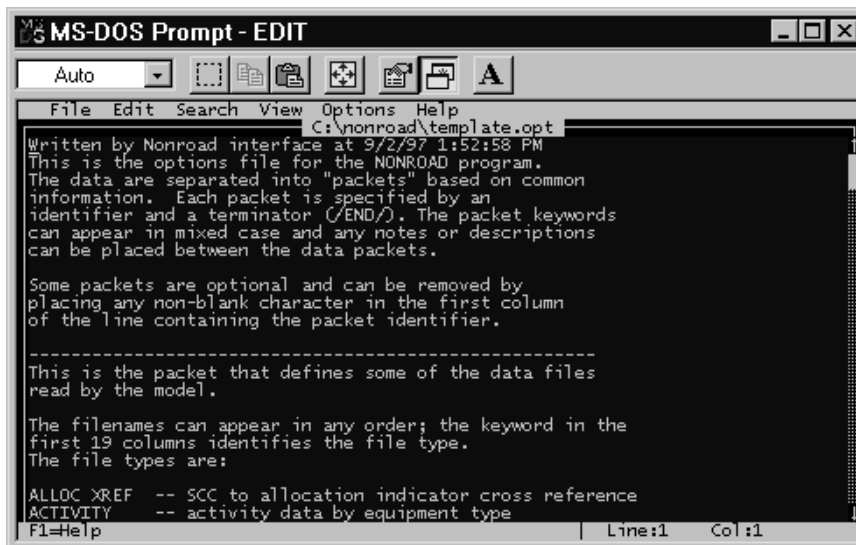 MS-DOS Prompt - EDIT
Auto
A
File Edit Search View Options Help
C:\nonroad\template.opt
Written by Nonroad interface at 9/2/97 1:52:58 PM
This is the options file for the NONROAD program.
The data are separated into "packets" based on common
information. Each packet is specified by an
identifier and a terminator (/END/). The packet keywords
can appear in mixed case and any notes or descriptions
can be placed between the data packets.
Some packets are optional and can be removed by
placing any non-blank character in the first column
of the line containing the packet identifier.
------------------------------------------------------
This is the packet that defines some of the data files
read by the model.
The filenames can appear in any order; the keyword in the
first 19 columns identifies the file type.
The file types are:
ALLOC XREF -- SCC to allocation indicator cross reference
ACTIVITY -- activity data by equipment type
F1=Help Line:1 Col:1